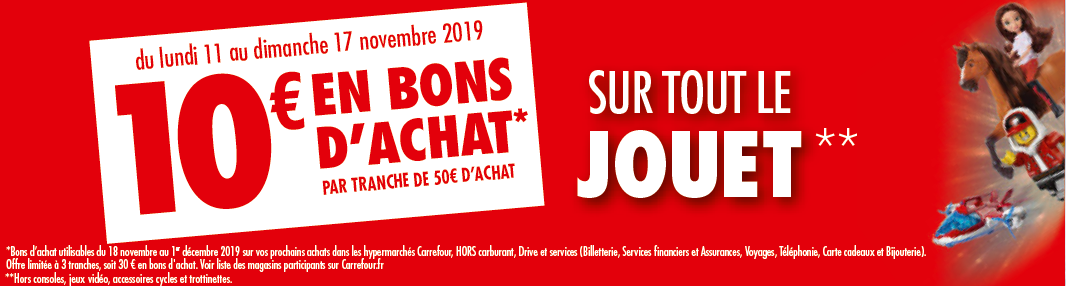 du lundi 11 au dimanche 17 novembre 2019
10€ EN BONS
D'ACHAT*
PAR TRANCHE DE 50€ D'ACHAT
SUR TOUT LE
JOUET**
*Bons d'achat utilisables du 18 novembre au 1er décembre 2019 sur vos prochains achats dans les hypermarchés Carrefour, HORS carburant, Drive et services (Billetterie, Services financiers et Assurances, Voyages, Téléphonie, Carte cadeaux et Bijouterie).
Offre limitée à 3 tranches, soit 30 € en bons d'achat. Voir liste des magasins participants sur Carrefour.fr
**Hors consoles, jeux vidéo, accessoires cycles et trottinettes.